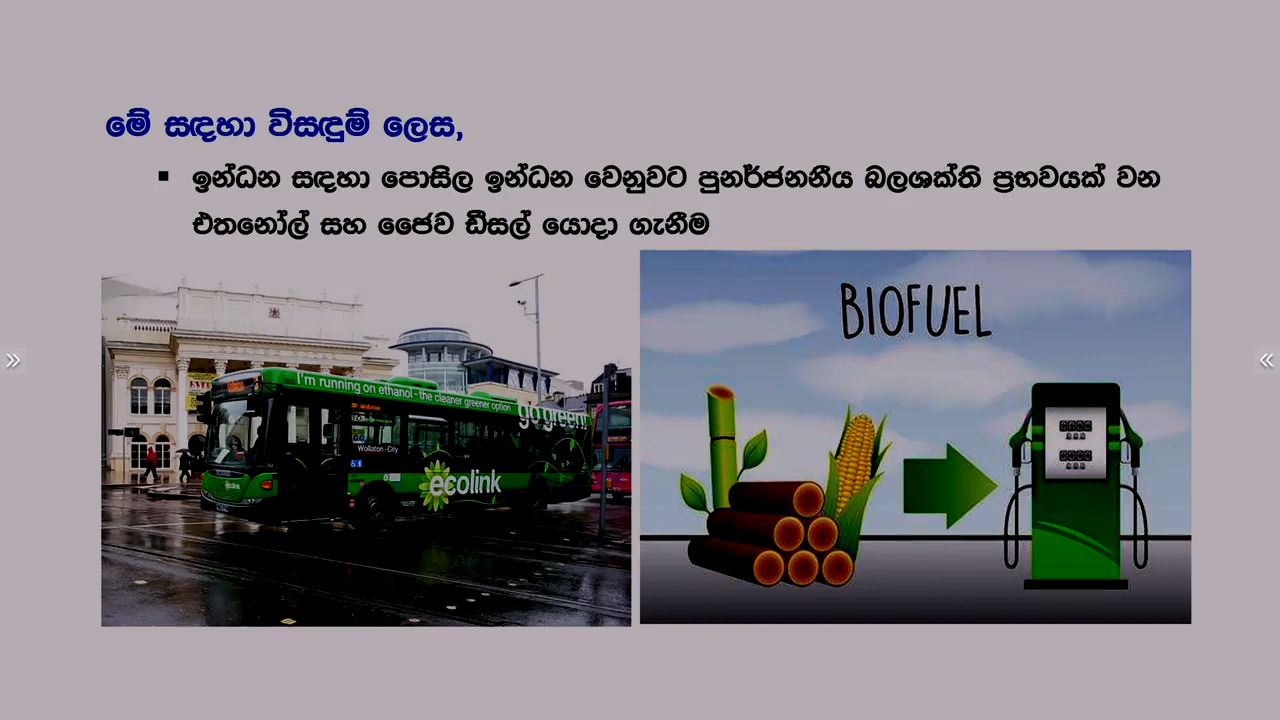 මේ සඳහා විසඳුම් ලෙස,
▪ ඉන්ධන සඳහා පොසිල ඉන්ධන වෙනුවට පුනර්ජනනීය බලශක්ති ප්‍රභවයක් වන
එතනෝල් සහ ජෛව ඩීසල් යොදා ගැනීම
I'm running on ethanol - the cleaner greener option
go green!
Wollaton - City
ecolink
BIOFUEL